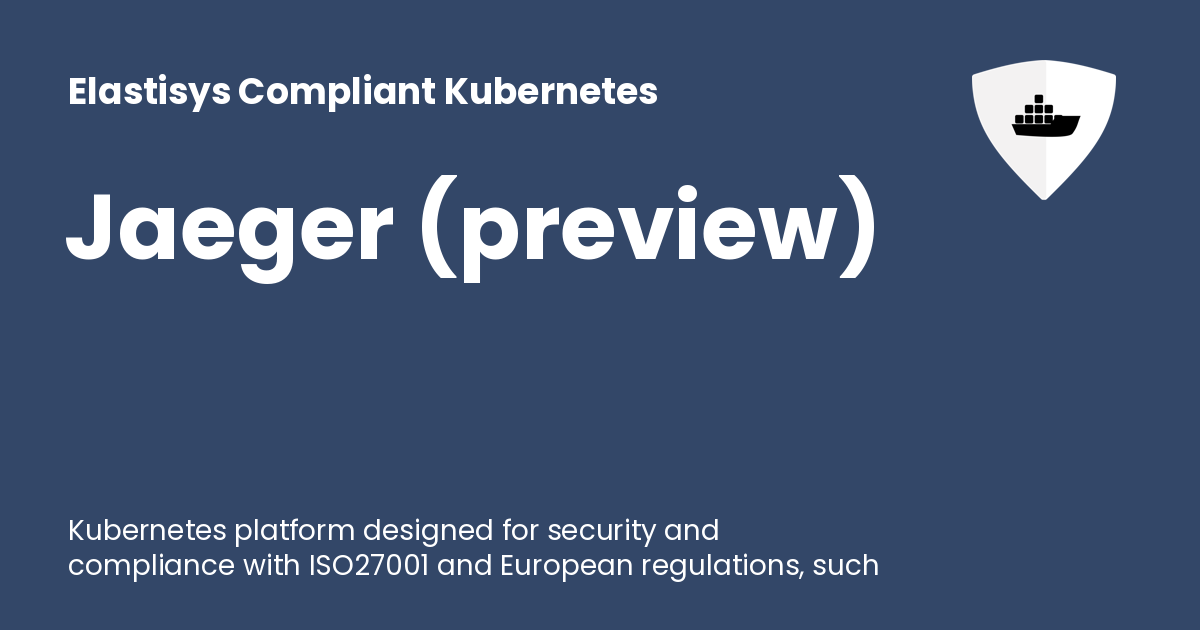 Elastisys Compliant Kubernetes
Jaeger (preview)
Kubernetes platform designed for security and
compliance with ISO27001 and European regulations, such